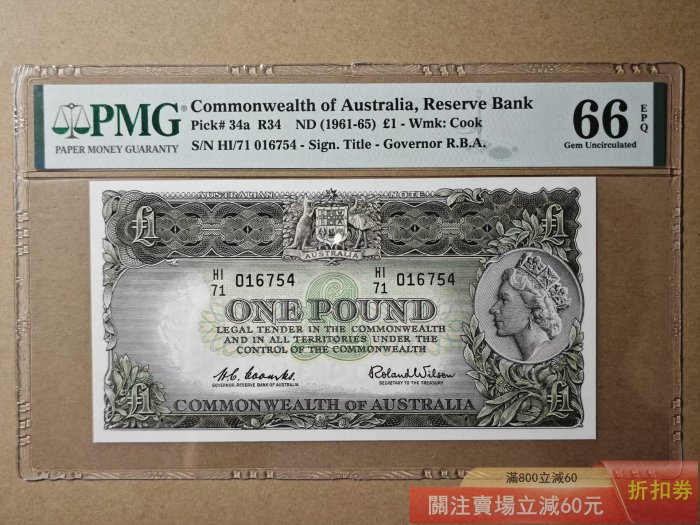 PMG®
PAPER MONEY GUARANTY
Commonwealth of Australia, Reserve Bank
Pick# 34a R34 ND (1961-65) £1 - Wmk: Cook
S/N HI/71 016754 - Sign. Title - Governor R.B.A.
66 EPQ
Gem Uncirculated
AUSTRALIAN NOTE
£1 £1
AUSTRALIA
HI
71 016754
HI
71 016754
ONE POUND
LEGAL TENDER IN THE COMMONWEALTH
AND IN ALL TERRITORIES UNDER THE
CONTROL OF THE COMMONWEALTH
H.C. Coombs.
GOVERNOR, RESERVE BANK OF AUSTRALIA
Roland Wilson
SECRETARY TO THE TREASURY
£1 COMMONWEALTH OF AUSTRALIA £1
滿800立減60
關注賣場立減60元
折扣券